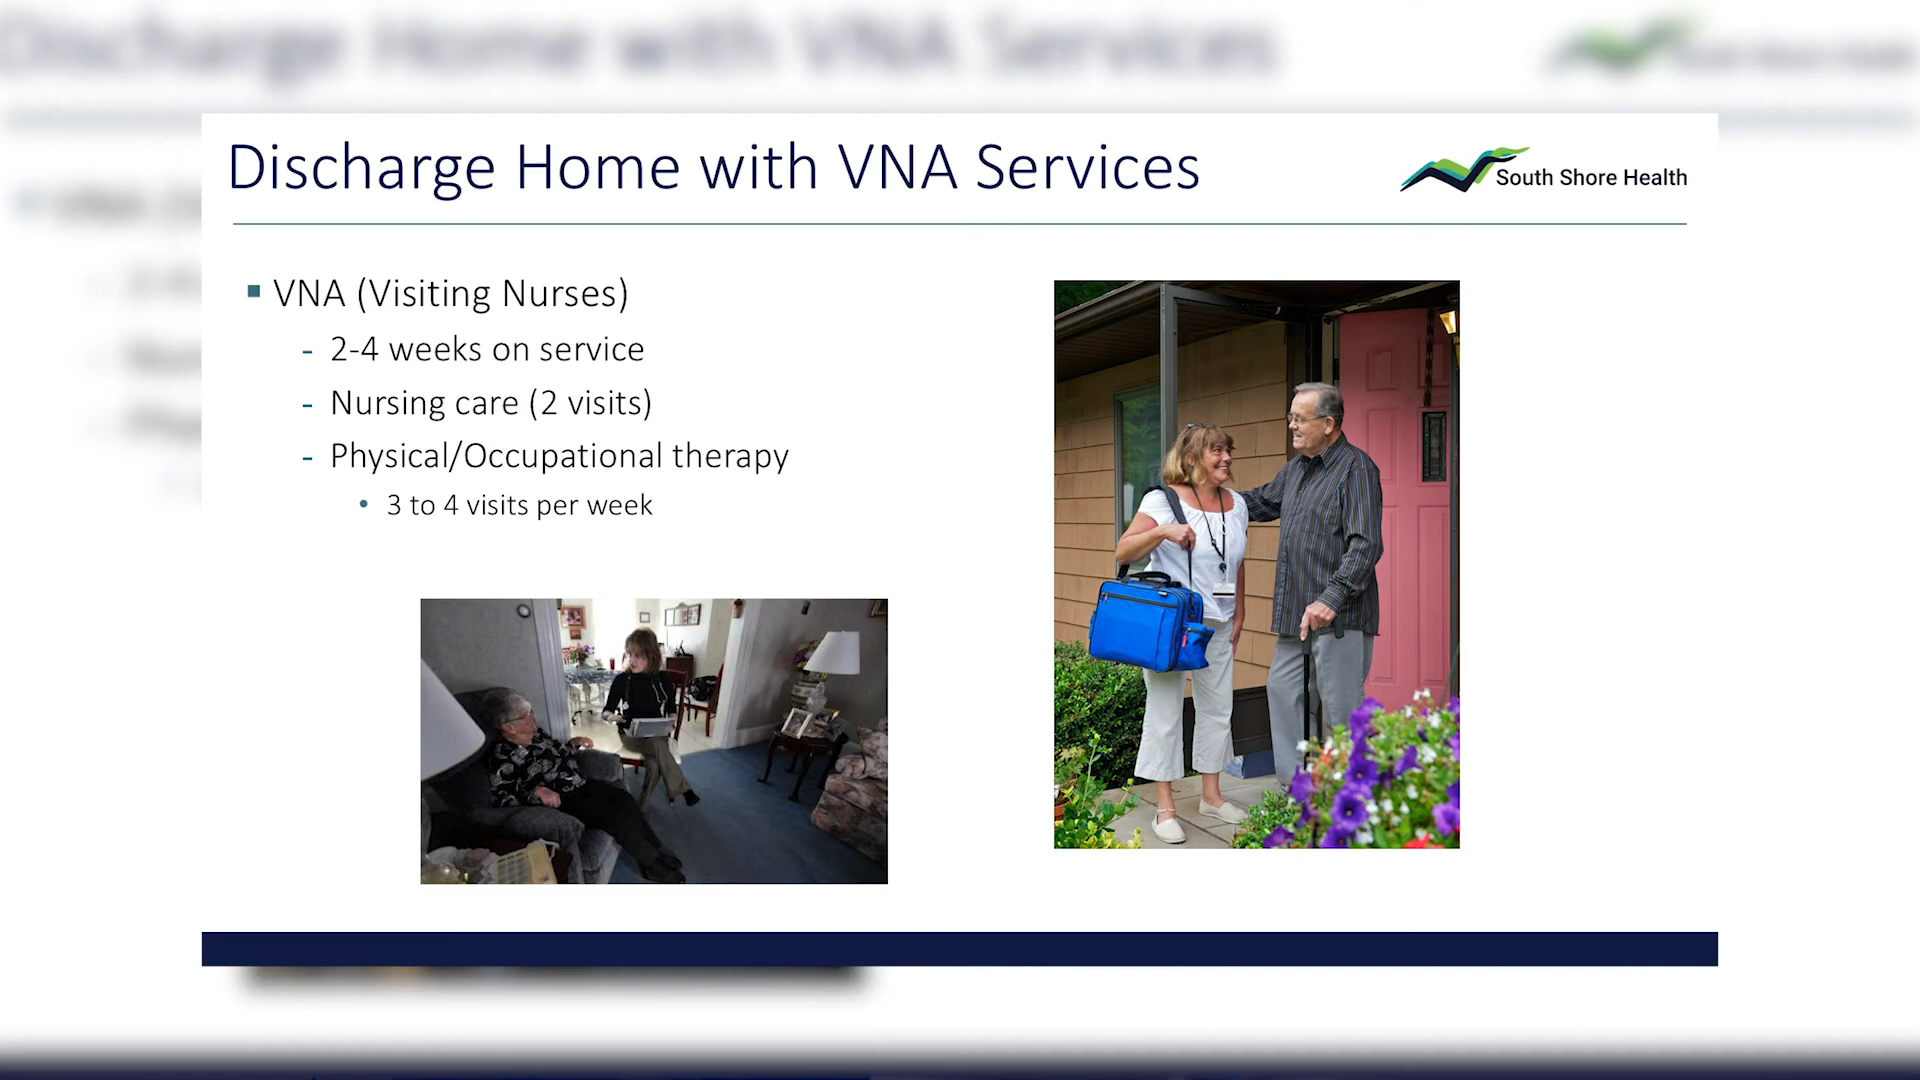 Discharge Home with VNA Services
South Shore Health
▪ VNA (Visiting Nurses)
- 2-4 weeks on service
- Nursing care (2 visits)
- Physical/Occupational therapy
• 3 to 4 visits per week